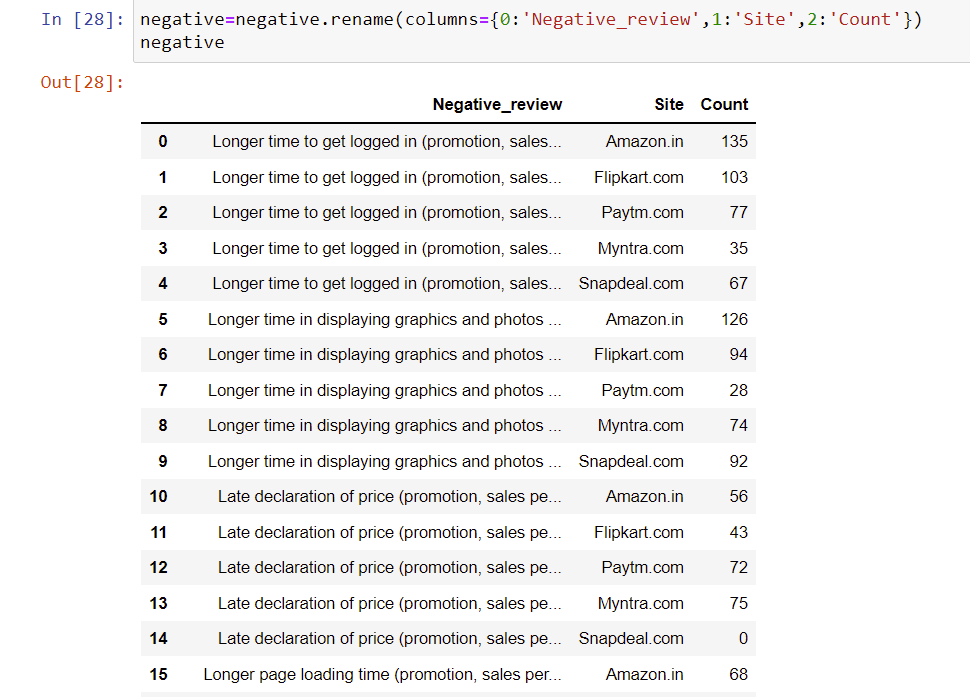 In [28]: negative=negative.rename(columns={0:'Negative_review',1:'Site',2:'Count'})
negative
Out[28]:
Negative_review Site Count
0 Longer time to get logged in (promotion, sales... Amazon.in 135
1 Longer time to get logged in (promotion, sales... Flipkart.com 103
2 Longer time to get logged in (promotion, sales... Paytm.com 77
3 Longer time to get logged in (promotion, sales... Myntra.com 35
4 Longer time to get logged in (promotion, sales... Snapdeal.com 67
5 Longer time in displaying graphics and photos ... Amazon.in 126
6 Longer time in displaying graphics and photos ... Flipkart.com 94
7 Longer time in displaying graphics and photos ... Paytm.com 28
8 Longer time in displaying graphics and photos ... Myntra.com 74
9 Longer time in displaying graphics and photos ... Snapdeal.com 92
10 Late declaration of price (promotion, sales pe... Amazon.in 56
11 Late declaration of price (promotion, sales pe... Flipkart.com 43
12 Late declaration of price (promotion, sales pe... Paytm.com 72
13 Late declaration of price (promotion, sales pe... Myntra.com 75
14 Late declaration of price (promotion, sales pe... Snapdeal.com 0
15 Longer page loading time (promotion, sales per... Amazon.in 68